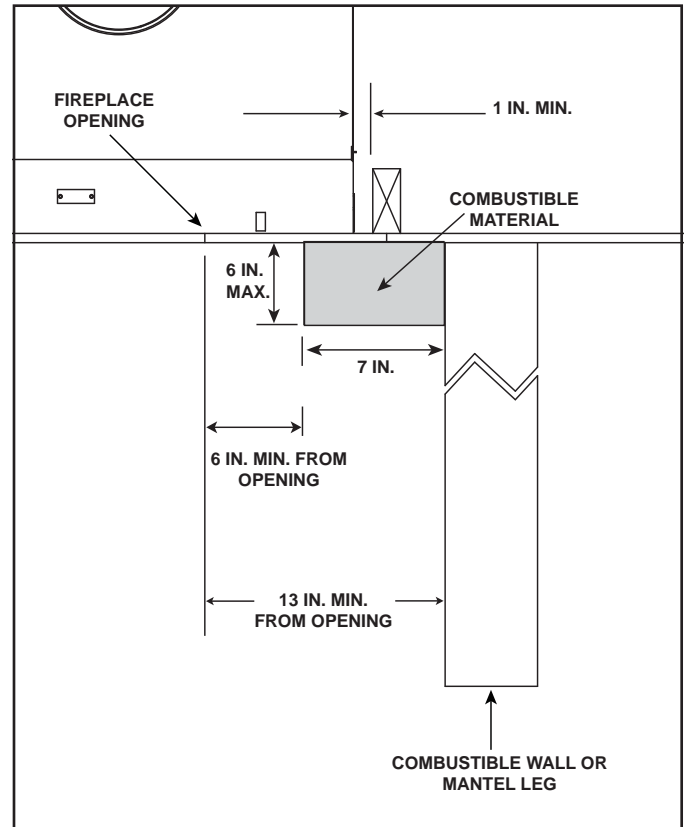 FIREPLACE
OPENING
1 IN. MIN.
COMBUSTIBLE
MATERIAL
6 IN.
MAX.
7 IN.
6 IN. MIN. FROM
OPENING
13 IN. MIN.
FROM OPENING
COMBUSTIBLE WALL OR
MANTEL LEG